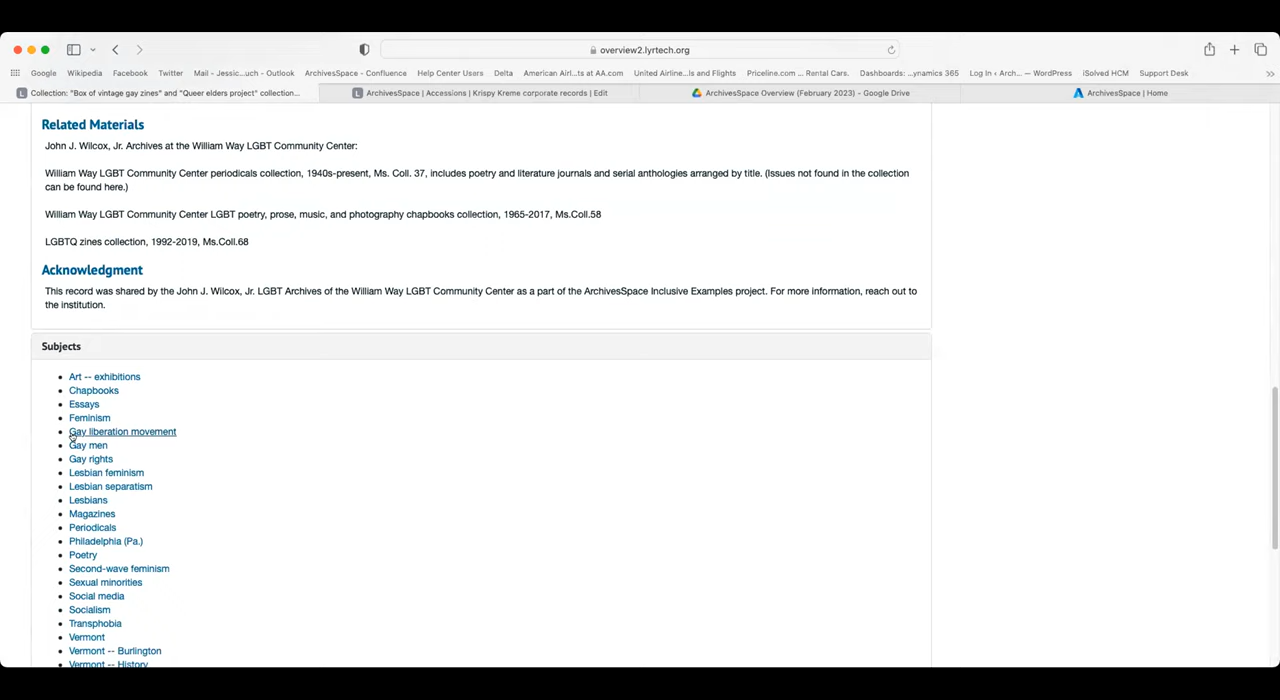 overview2.lyrtech.org
Google Wikipedia Facebook Twitter Mail - Jessic...uch - Outlook ArchivesSpace - Confluence Help Center Users Delta American Airl...ts at AA.com United Airline...ls and Flights Priceline.com ... Rental Cars. Dashboards: ...ynamics 365 Log In ‹ Arch... — WordPress iSolved HCM Support Desk
Collection: "Box of vintage gay zines" and "Queer elders project" collection... ArchivesSpace | Accessions | Krispy Kreme corporate records | Edit ArchivesSpace Overview (February 2023) - Google Drive ArchivesSpace | Home
Related Materials
John J. Wilcox, Jr. Archives at the William Way LGBT Community Center:
William Way LGBT Community Center periodicals collection, 1940s-present, Ms. Coll. 37, includes poetry and literature journals and serial anthologies arranged by title. (Issues not found in the collection
can be found here.)
William Way LGBT Community Center LGBT poetry, prose, music, and photography chapbooks collection, 1965-2017, Ms.Coll.58
LGBTQ zines collection, 1992-2019, Ms.Coll.68
Acknowledgment
This record was shared by the John J. Wilcox, Jr. LGBT Archives of the William Way LGBT Community Center as a part of the ArchivesSpace Inclusive Examples project. For more information, reach out to
the institution.
Subjects
Art -- exhibitions
Chapbooks
Essays
Feminism
Gay liberation movement
Gay men
Gay rights
Lesbian feminism
Lesbian separatism
Lesbians
Magazines
Periodicals
Philadelphia (Pa.)
Poetry
Second-wave feminism
Sexual minorities
Social media
Socialism
Transphobia
Vermont
Vermont -- Burlington
Vermont -- History